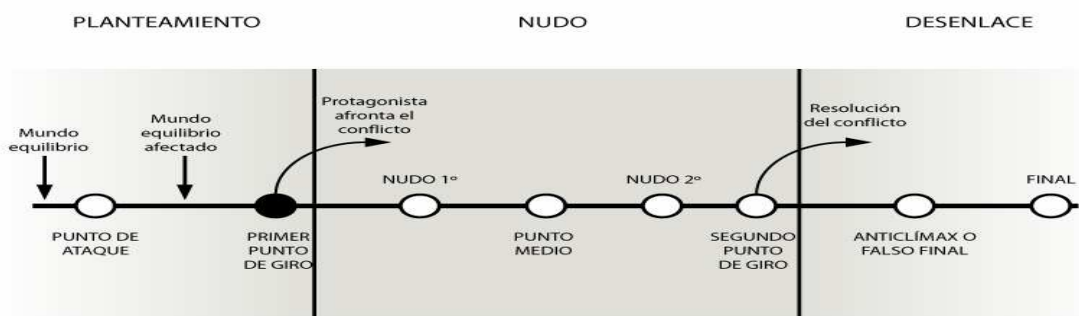 PLANTEAMIENTO
NUDO
DESENLACE
Mundo
equilibrio
Mundo
equilibrio
afectado
Protagonista
afronta el
conflicto
Resolución
del conflicto
NUDO 1º
NUDO 2º
FINAL
PUNTO DE
ATAQUE
PRIMER
PUNTO
DE GIRO
PUNTO
MEDIO
SEGUNDO
PUNTO
DE GIRO
ANTICLÍMAX O
FALSO FINAL